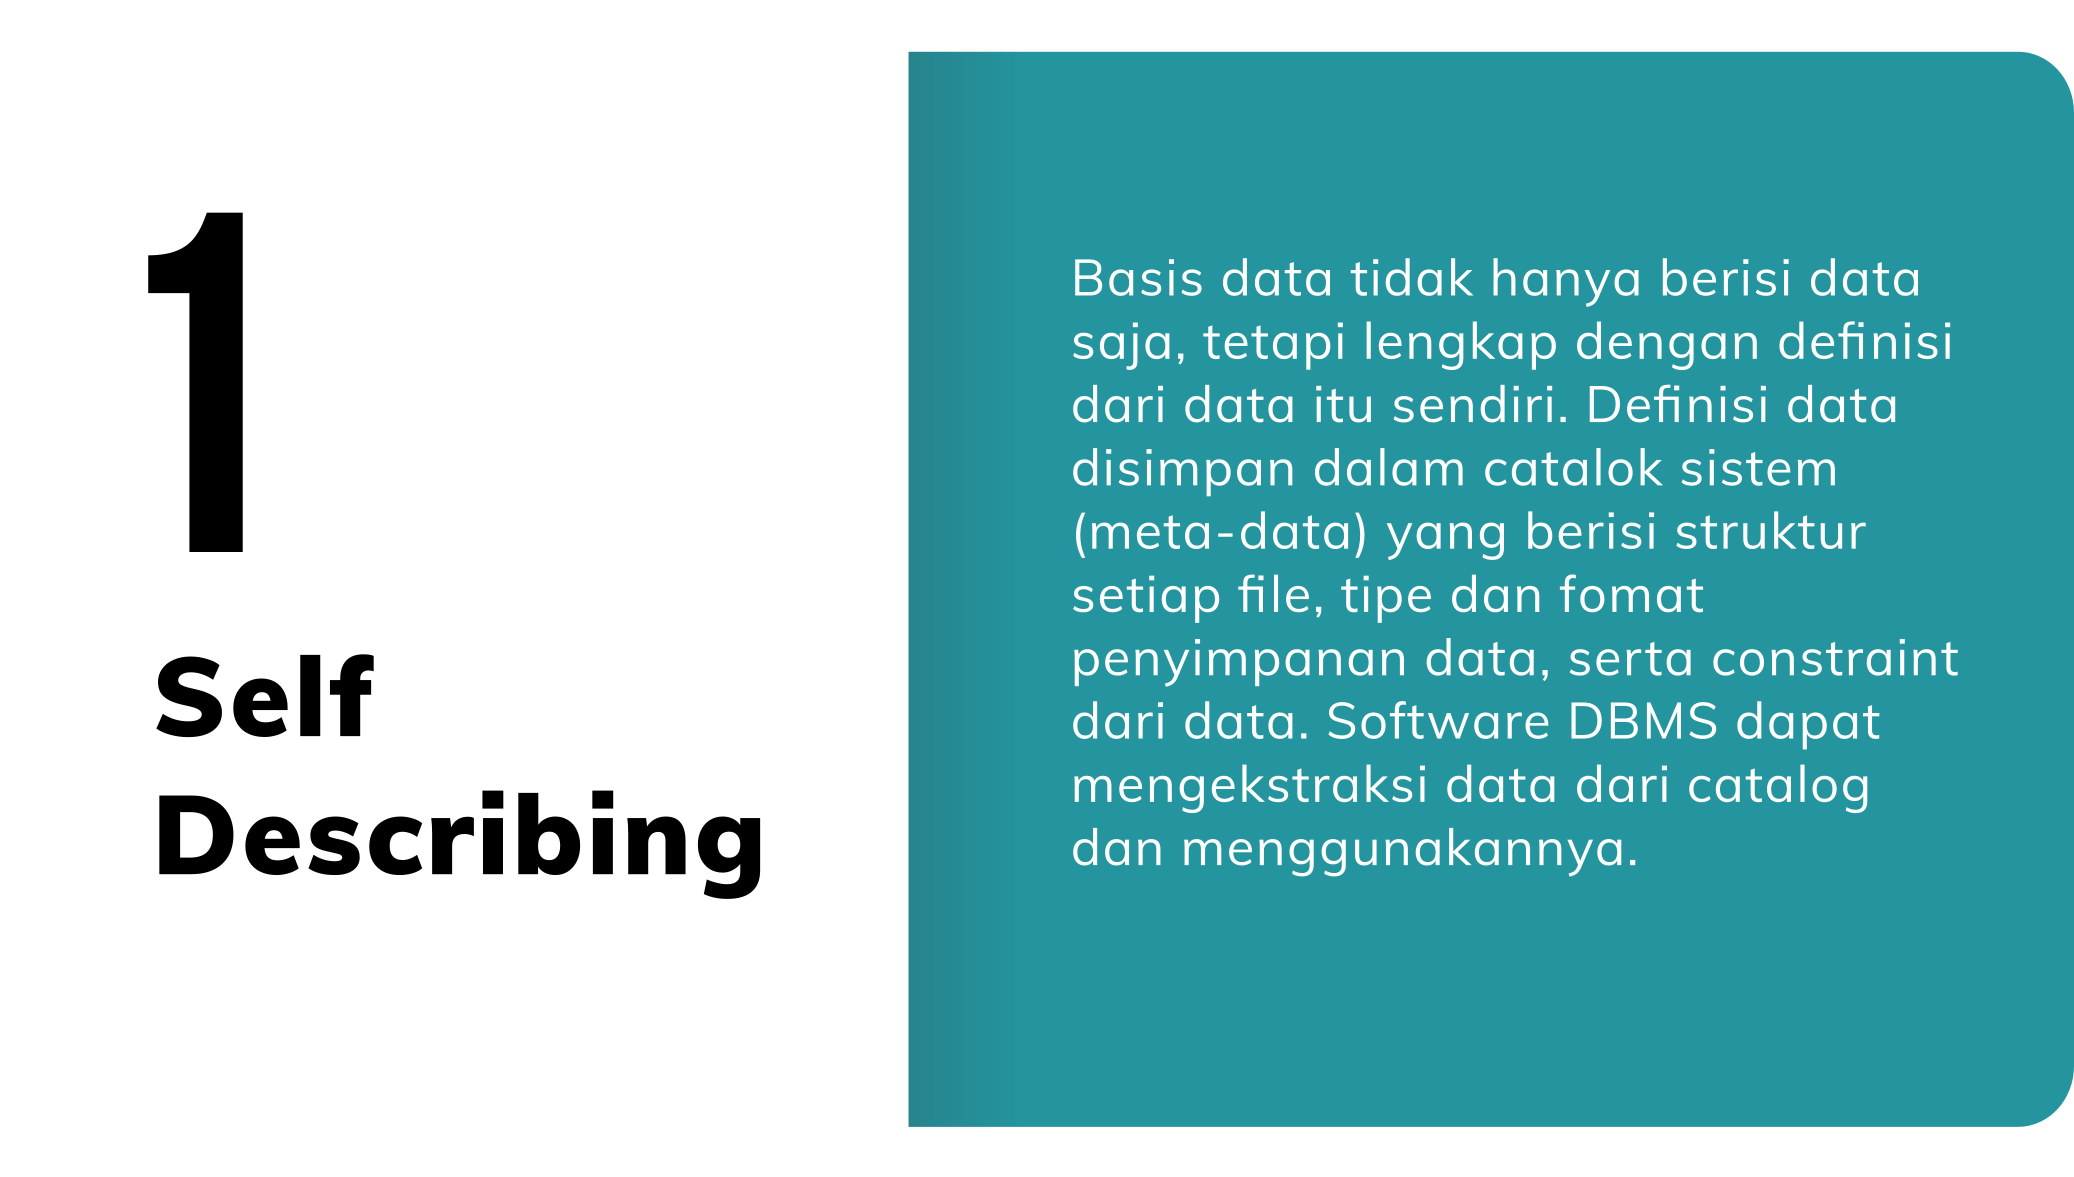 1
Self
Describing
Basis data tidak hanya berisi data
saja, tetapi lengkap dengan definisi
dari data itu sendiri. Definisi data
disimpan dalam catalok sistem
(meta-data) yang berisi struktur
setiap file, tipe dan fomat
penyimpanan data, serta constraint
dari data. Software DBMS dapat
mengekstraksi data dari catalog
dan menggunakannya.